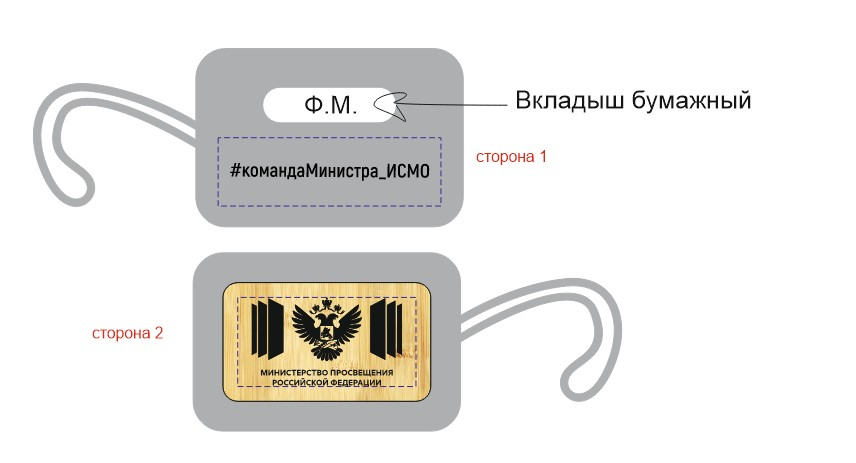 Ф.М.
Вкладыш бумажный
#командаМинистра_ИСМО
сторона 1
сторона 2
МИНИСТЕРСТВО ПРОСВЕЩЕНИЯ
РОССИЙСКОЙ ФЕДЕРАЦИИ